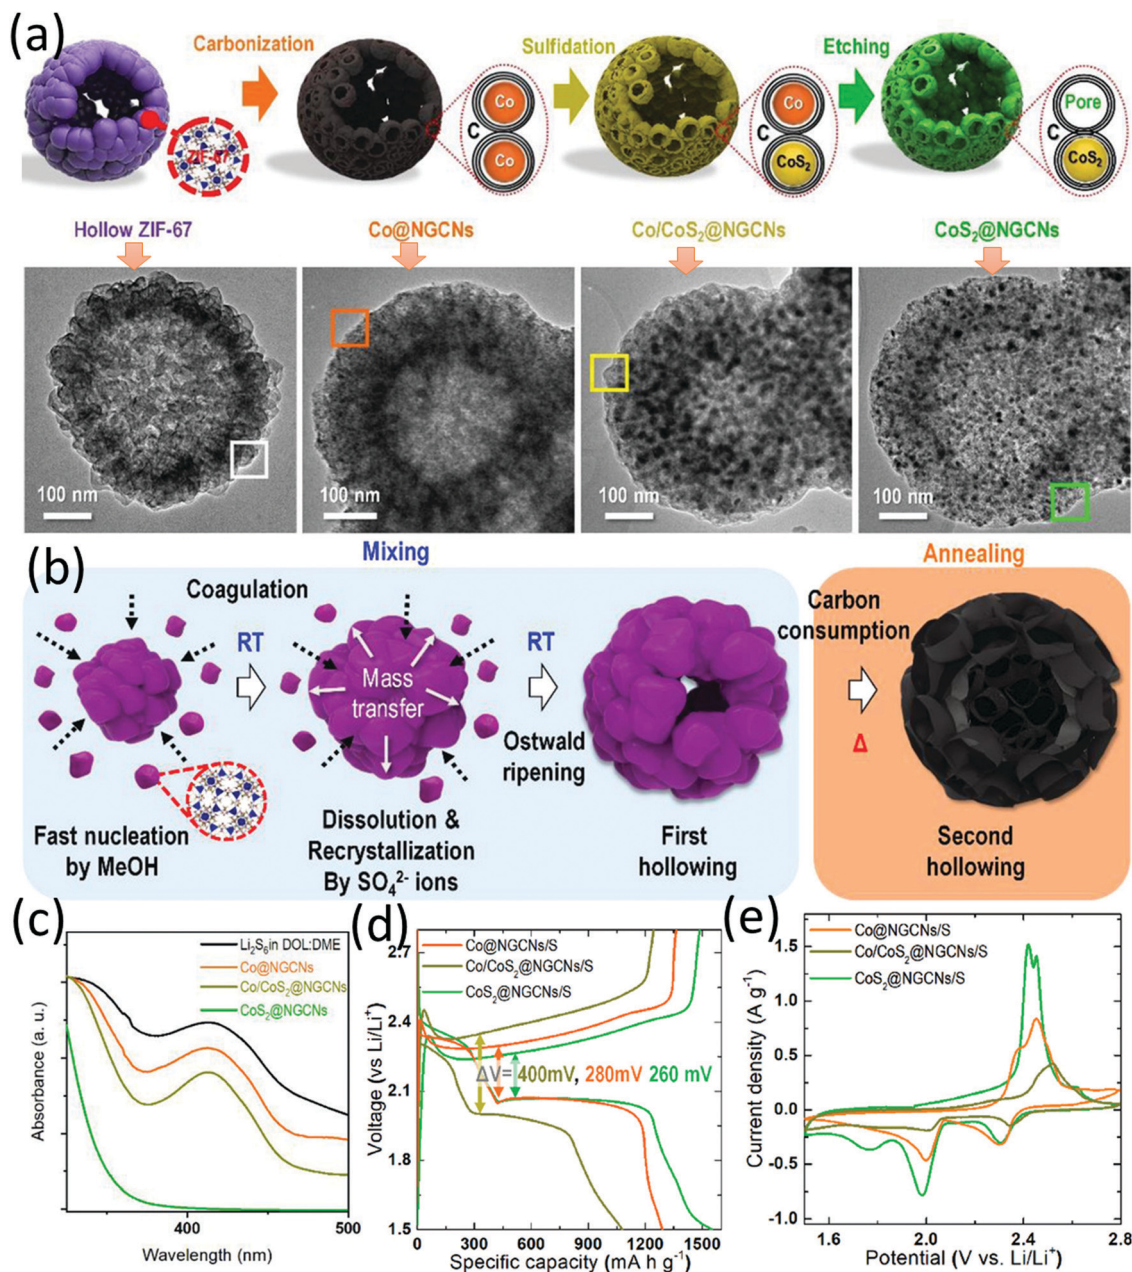 (a)
Carbonization
Sulfidation
Etching
ZIF-67
Co
C
Co
Co
C
CoS2
Pore
C
CoS2
Hollow ZIF-67
Co@NGCNs
Co/CoS2@NGCNs
CoS2@NGCNs
100 nm
100 nm
100 nm
100 nm
(b)
Mixing
Annealing
Coagulation
RT
Mass
transfer
RT
Ostwald
ripening
Carbon
consumption
Δ
Fast nucleation
by MeOH
Dissolution &
Recrystallization
By SO4^2- ions
First
hollowing
Second
hollowing
(c)
Li2S6in DOL:DME
Co@NGCNs
Co/CoS2@NGCNs
CoS2@NGCNs
Absorbance (a. u.)
400
500
Wavelength (nm)
(d)
Co@NGCNs/S
Co/CoS2@NGCNs/S
CoS2@NGCNs/S
ΔV= 400mV, 280mV 260 mV
Voltage (vs Li/Li+)
2.7
2.4
2.1
1.8
1.5
0
300
600
900
1200
1500
Specific capacity (mA h g-1)
(e)
Co@NGCNs/S
Co/CoS2@NGCNs/S
CoS2@NGCNs/S
Current density (A g-1)
1.5
1.0
0.5
0.0
-0.5
-1.0
1.6
2.0
2.4
2.8
Potential (V vs. Li/Li+)